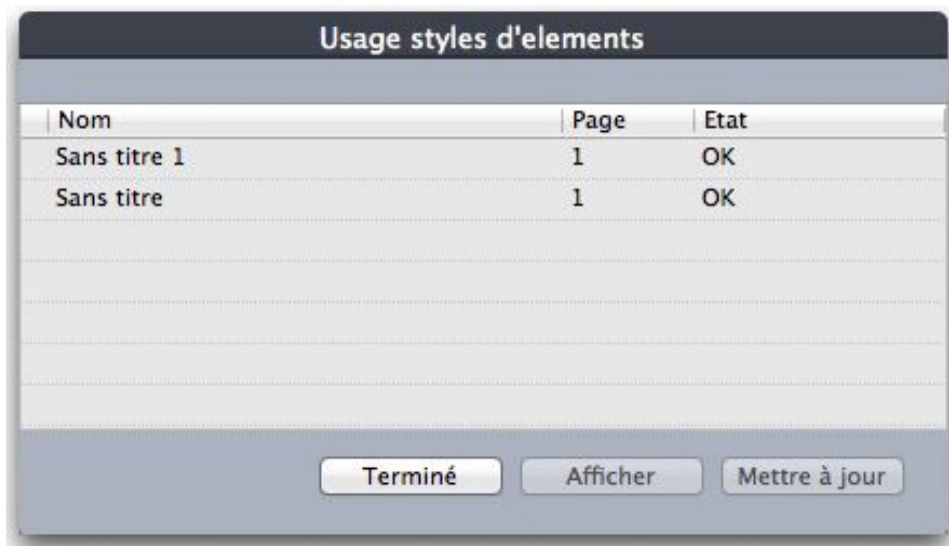 Usage styles d'elements
Nom Page Etat
Sans titre 1 1 OK
Sans titre 1 OK
Terminé Afficher Mettre à jour